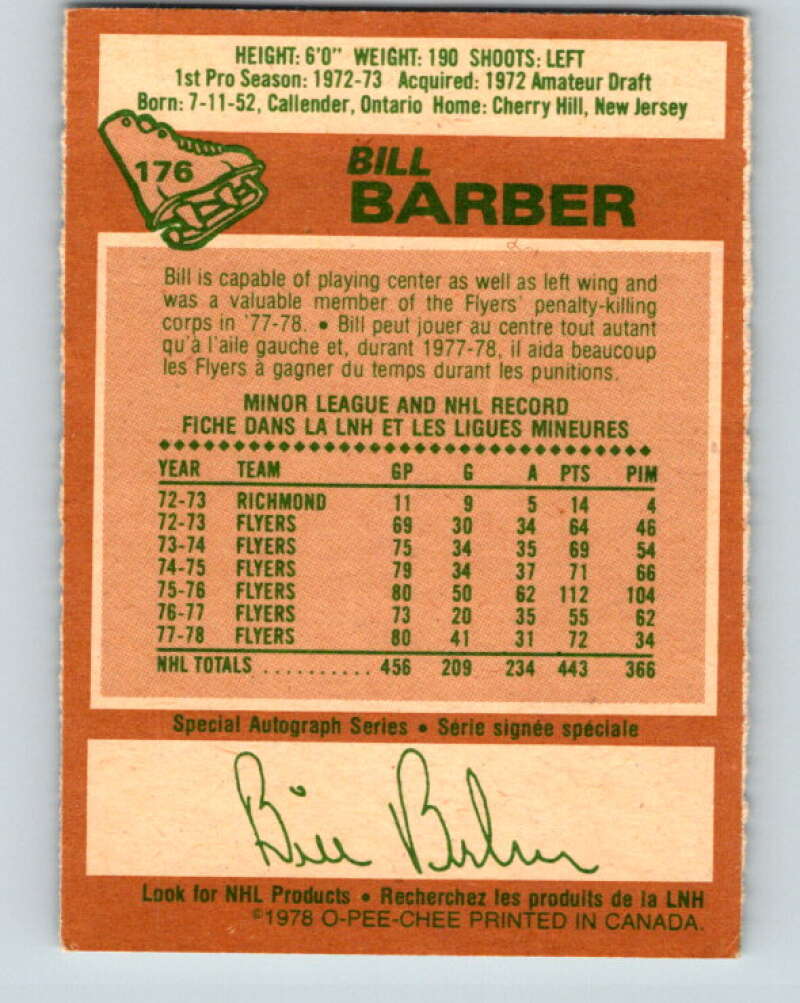 HEIGHT: 6'0" WEIGHT: 190 SHOOTS: LEFT
1st Pro Season: 1972-73 Acquired: 1972 Amateur Draft
Born: 7-11-52, Callender, Ontario Home: Cherry Hill, New Jersey
176
BILL
BARBER
Bill is capable of playing center as well as left wing and
was a valuable member of the Flyers' penalty-killing
corps in '77-78. • Bill peut jouer au centre tout autant
qu'à l'aile gauche et, durant 1977-78, il aida beaucoup
les Flyers à gagner du temps durant les punitions.
MINOR LEAGUE AND NHL RECORD
FICHE DANS LA LNH ET LES LIGUES MINEURES
YEAR TEAM GP G A PTS PIM
72-73 RICHMOND 11 9 5 14 4
72-73 FLYERS 69 30 34 64 46
73-74 FLYERS 75 34 35 69 54
74-75 FLYERS 79 34 37 71 66
75-76 FLYERS 80 50 62 112 104
76-77 FLYERS 73 20 35 55 62
77-78 FLYERS 80 41 31 72 34
NHL TOTALS .......... 456 209 234 443 366
Special Autograph Series • Série signée spéciale
Bill Barber
Look for NHL Products • Recherchez les produits de la LNH
©1978 O-PEE-CHEE PRINTED IN CANADA.